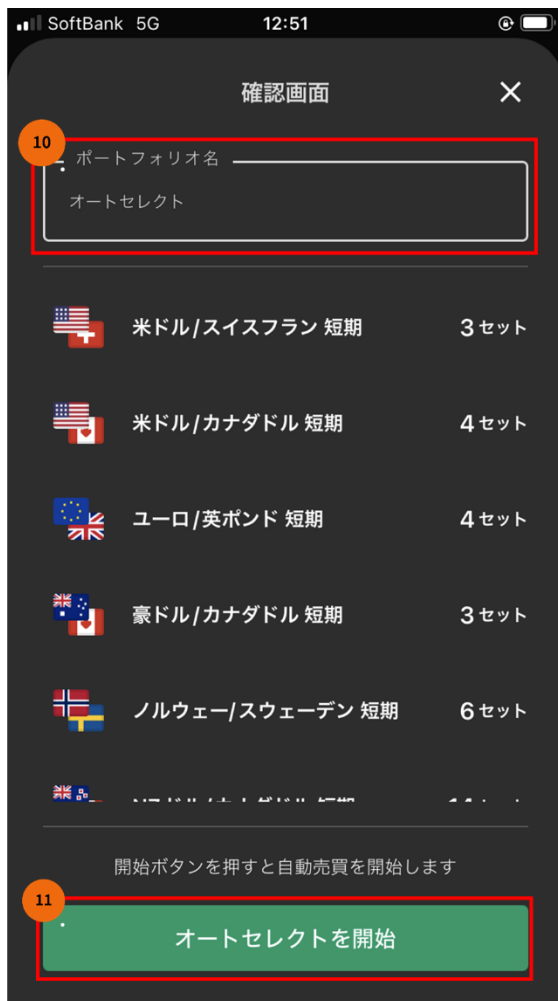 SoftBank 5G 12:51
確認画面
10
ポートフォリオ名
オートセレクト
米ドル/スイスフラン 短期 3セット
米ドル/カナダドル 短期 4セット
ユーロ/英ポンド 短期 4セット
豪ドル/カナダドル 短期 3セット
ノルウェー/スウェーデン 短期 6セット
開始ボタンを押すと自動売買を開始します
11
オートセレクトを開始